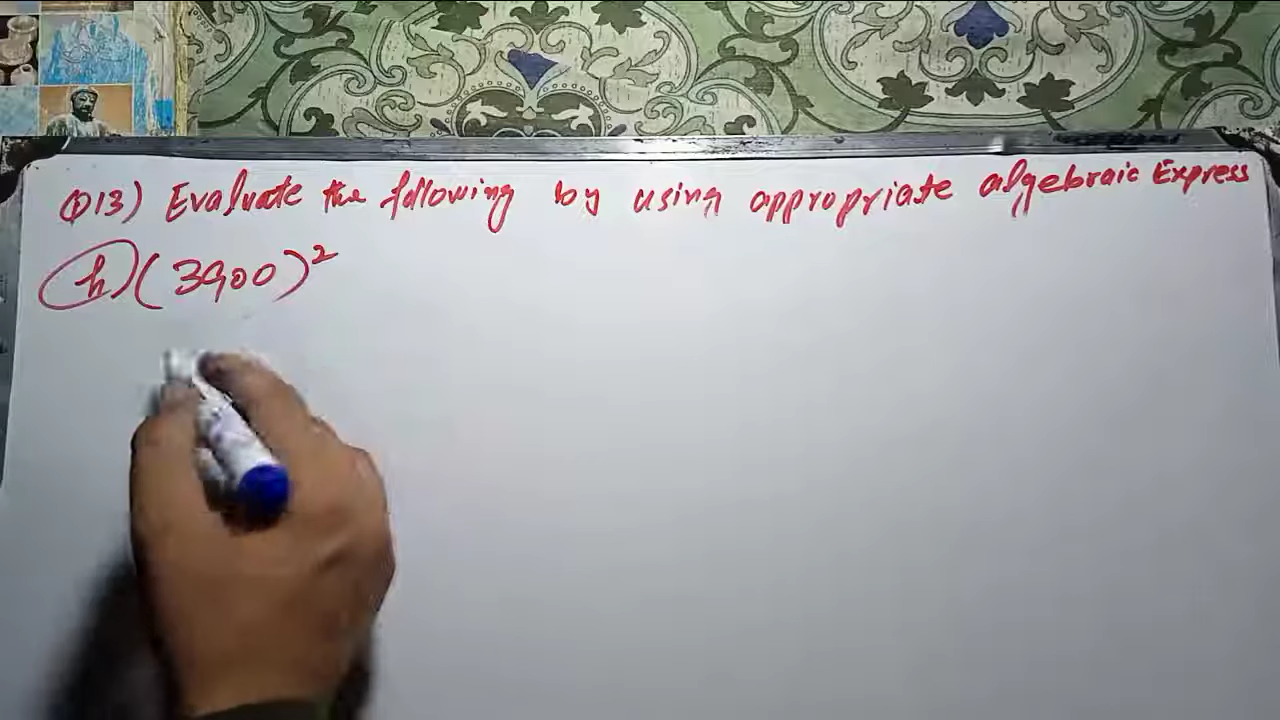 Q13) Evaluate the following by using appropriate algebraic Express
h) (3900)²